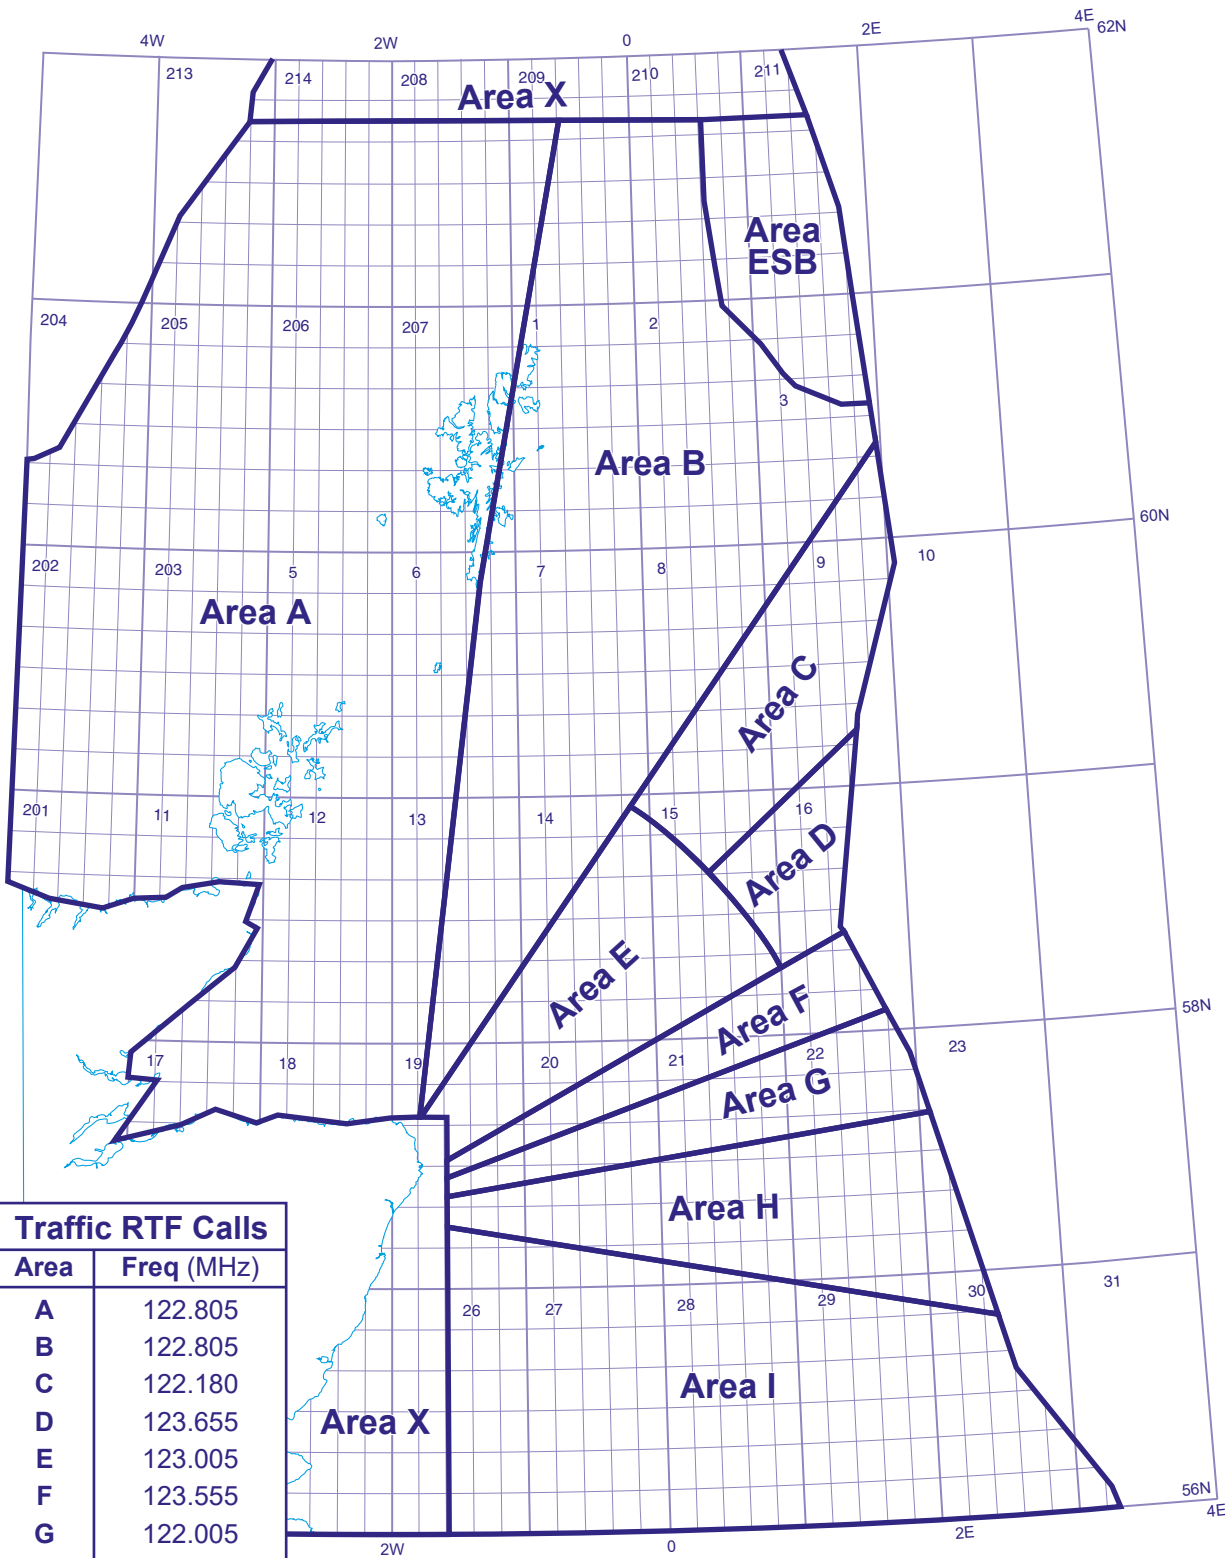 4E
62N
4W
2W
0
2E
213
214
208
209
210
211
Area X
Area
ESB
204
205
206
207
1
2
3
Area B
60N
202
203
5
6
7
8
9
10
Area A
Area C
201
11
12
13
14
15
16
Area D
Area E
58N
Area F
17
18
19
20
21
22
23
Area G
Area H
Traffic RTF Calls
Area Freq (MHz)
A 122.805
B 122.805
C 122.180
D 123.655
E 123.005
F 123.555
G 122.005
26
27
28
29
30
31
Area I
Area X
56N
4E
2W
0
2E